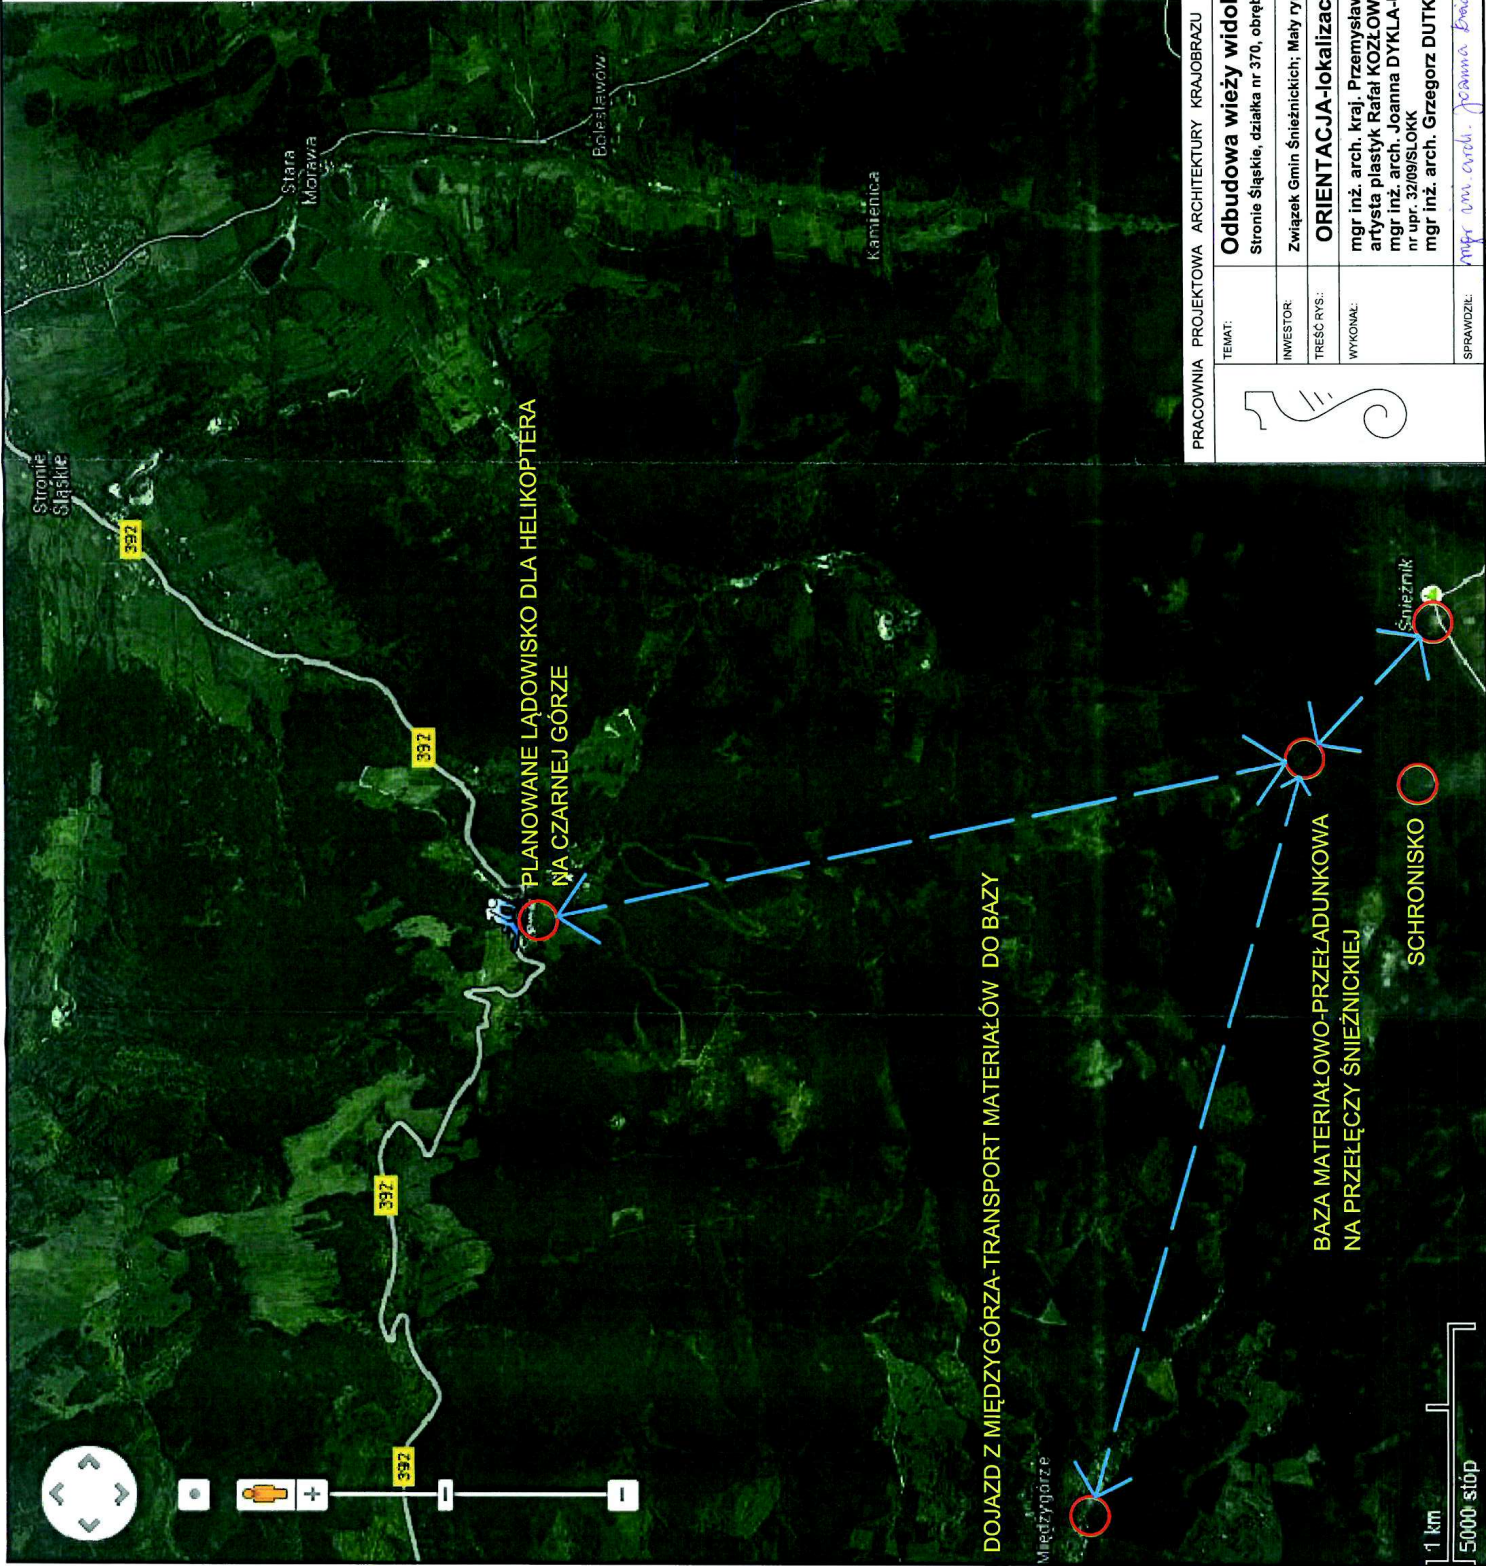 Stronie
Śląskie
Stara
Morawa
Bolesławów
Kamienica
392
392
392
392
PLANOWANE LĄDOWISKO DLA HELIKOPTERA
NA CZARNEJ GÓRZE
DOJAZD Z MIĘDZYGÓRZA-TRANSPORT MATERIAŁÓW DO BAZY
Międzygórze
BAZA MATERIAŁOWO-PRZEŁADUNKOWA
NA PRZEŁĘCZY ŚNIEŻNICKIEJ
SCHRONISKO
Śnieżnik
1 km
5000 stóp
PRACOWNIA PROJEKTOWA ARCHITEKTURY KRAJOBRAZU
TEMAT:
Odbudowa wieży widok
Stronie Śląskie, działka nr 370, obręb
INWESTOR:
Związek Gmin Śnieżnickich; Mały ry
TREŚĆ RYS.:
ORIENTACJA-lokalizac
WYKONAŁ:
mgr inż. arch. kraj. Przemysław
artysta plastyk Rafał KOZŁOW
mgr inż. arch. Joanna DYKLA-
nr upr. 32/09/SLOKK
mgr inż. arch. Grzegorz DUTK
SPRAWDZIŁ:
mgr inż. arch. Joanna